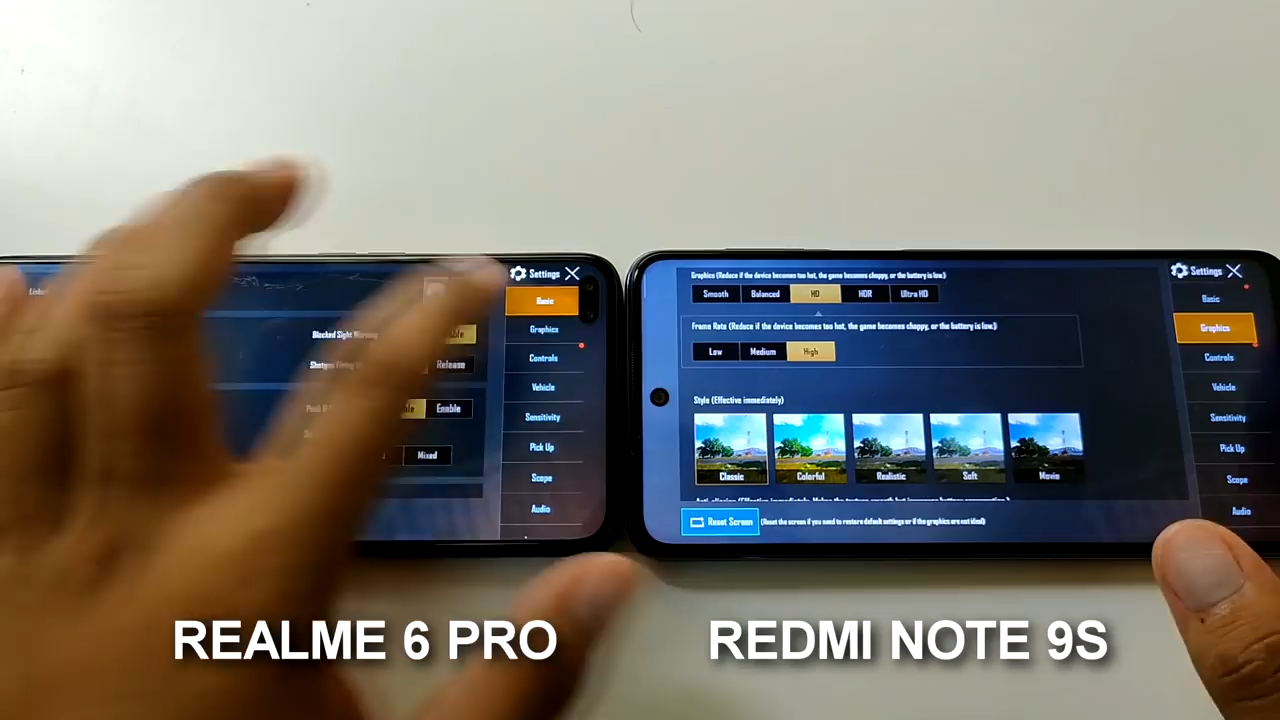 Settings
Basic
Graphics
Controls
Vehicle
Sensitivity
Pick Up
Scope
Audio
Blocked Sight Warning
Release
Enable
Mixed
Graphics (Reduce if the device becomes too hot, the game becomes choppy, or the battery is low.)
Smooth Balanced HD HDR Ultra HD
Frame Rate (Reduce if the device becomes too hot, the game becomes choppy, or the battery is low.)
Low Medium High
Style (Effective immediately)
Classic Colorful Realistic Soft Movie
Reset Screen (Reset the screen if you need to restore default settings or if the graphics are not ideal)
Settings
Basic
Graphics
Controls
Vehicle
Sensitivity
Pick Up
Scope
Audio
REALME 6 PRO
REDMI NOTE 9S